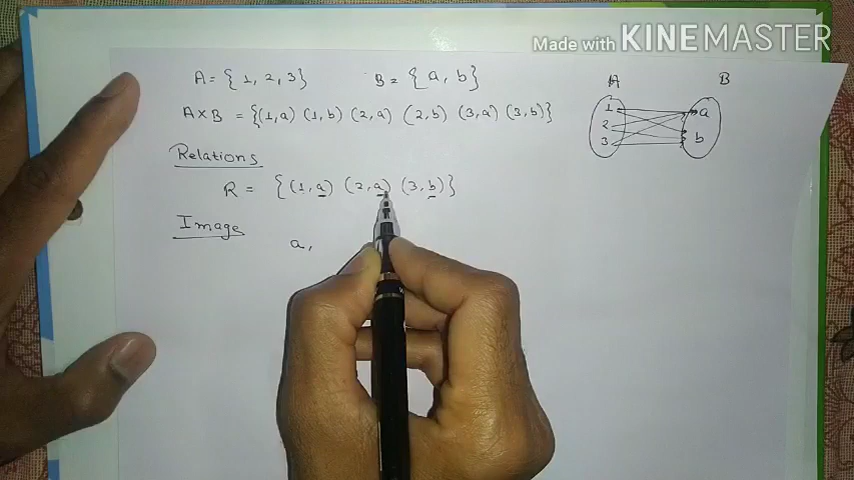 Made with KINEMASTER
A = { 1, 2, 3 } B = { a, b }
A B
A X B = { (1, a) (1, b) (2, a) (2, b) (3, a) (3, b) }
1
2
3
a
b
Relations
R = { (1, a) (2, a) (3, b) }
Image
a,